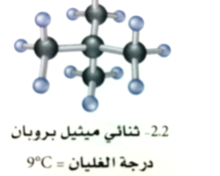 2.2- ثنائي ميثيل بروبان
درجة الغليان = 9°C